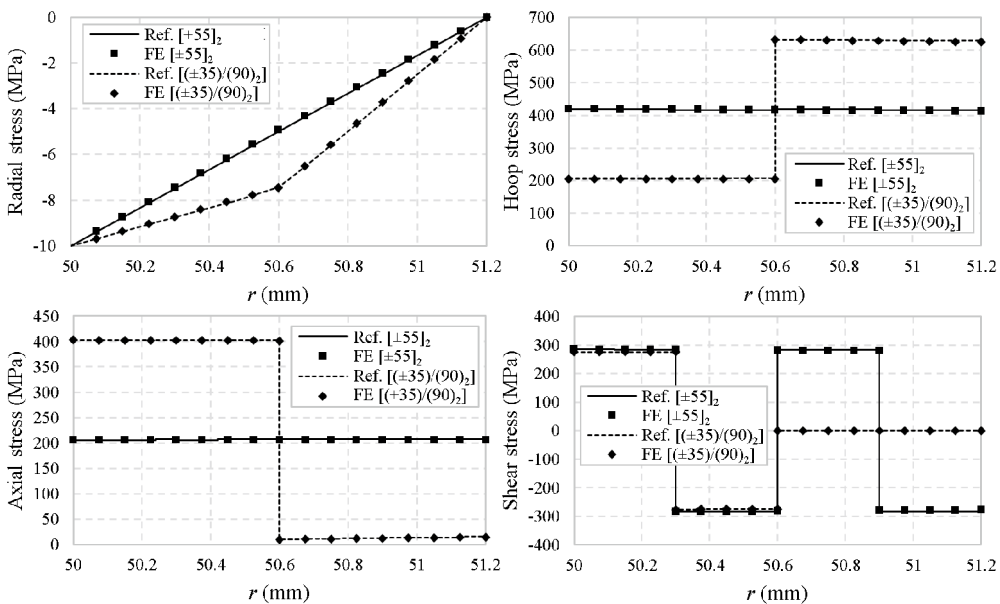 0
-2
-4
-6
-8
-10
Radial stress (MPa)
Ref. [+55]2
FE [±55]2
Ref. [(±35)/(90)2]
FE [(±35)/(90)2]
50 50.2 50.4 50.6 50.8 51 51.2
r (mm)
700
600
500
400
300
200
100
0
Hoop stress (MPa)
Ref. [±55]2
FE [±55]2
Ref. [(±35)/(90)2]
FE [(±35)/(90)2]
50 50.2 50.4 50.6 50.8 51 51.2
r (mm)
450
400
350
300
250
200
150
100
50
0
Axial stress (MPa)
Ref. [±55]2
FE [±55]2
Ref. [(±35)/(90)2]
FE [(+35)/(90)2]
50 50.2 50.4 50.6 50.8 51 51.2
r (mm)
400
300
200
100
0
-100
-200
-300
-400
Shear stress (MPa)
Ref. [±55]2
FE [±55]2
Ref. [(±35)/(90)2]
FE [(±35)/(90)2]
50 50.2 50.4 50.6 50.8 51 51.2
r (mm)